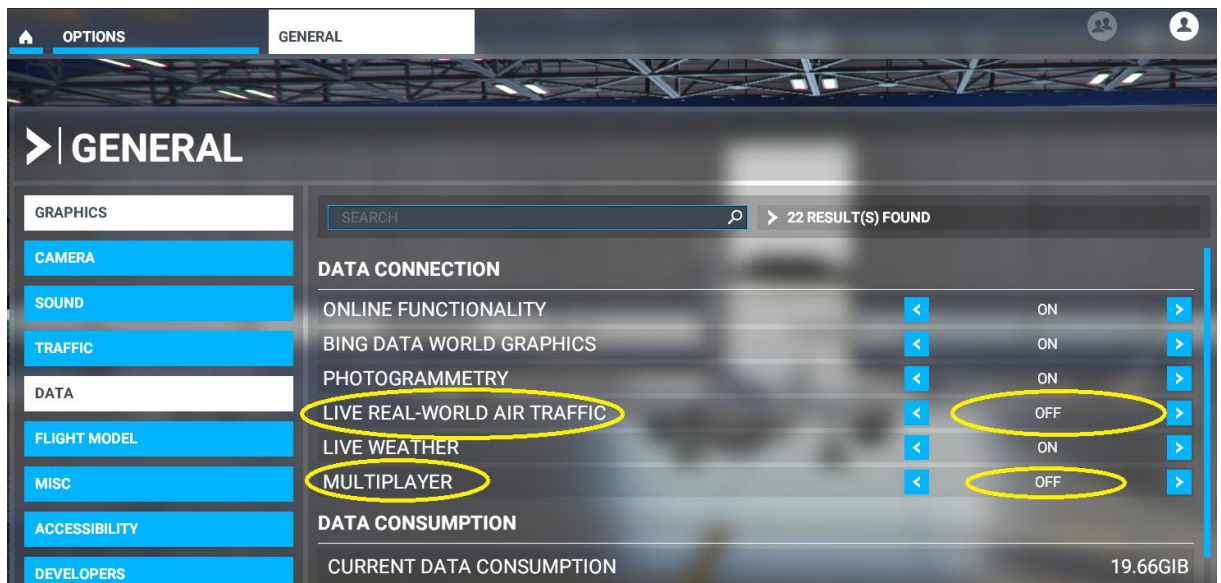 OPTIONS GENERAL
GENERAL
GRAPHICS
CAMERA
SOUND
TRAFFIC
DATA
FLIGHT MODEL
MISC
ACCESSIBILITY
DEVELOPERS
SEARCH 22 RESULT(S) FOUND
DATA CONNECTION
ONLINE FUNCTIONALITY ON
BING DATA WORLD GRAPHICS ON
PHOTOGRAMMETRY ON
LIVE REAL-WORLD AIR TRAFFIC OFF
LIVE WEATHER ON
MULTIPLAYER OFF
DATA CONSUMPTION
CURRENT DATA CONSUMPTION 19.66GIB